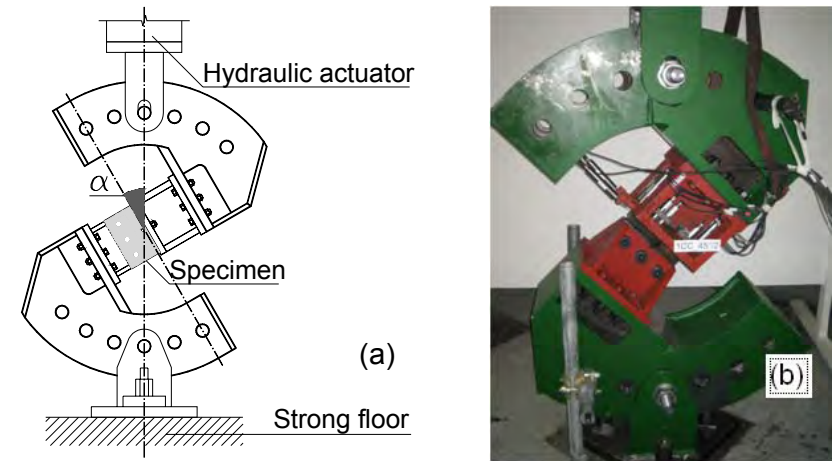 Hydraulic actuator
α
Specimen
(a)
Strong floor
(b)